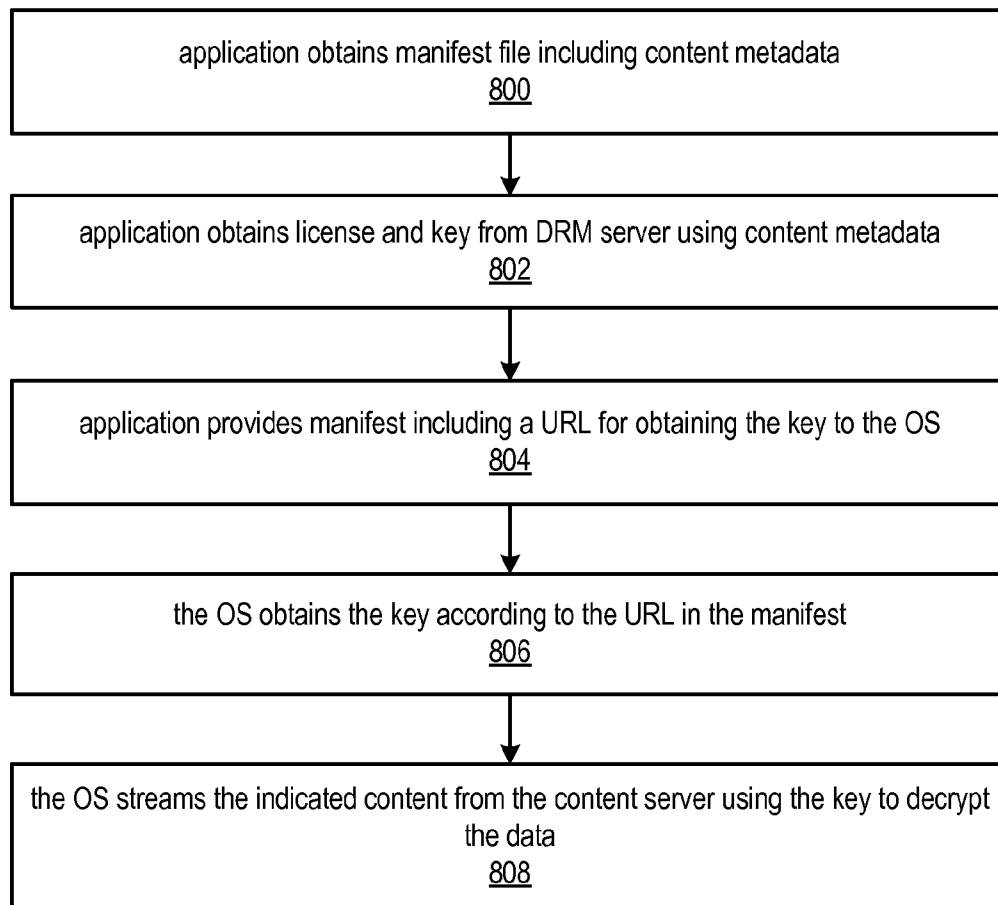 application obtains manifest file including content metadata
800
application obtains license and key from DRM server using content metadata
802
application provides manifest including a URL for obtaining the key to the OS
804
the OS obtains the key according to the URL in the manifest
806
the OS streams the indicated content from the content server using the key to decrypt
the data
808